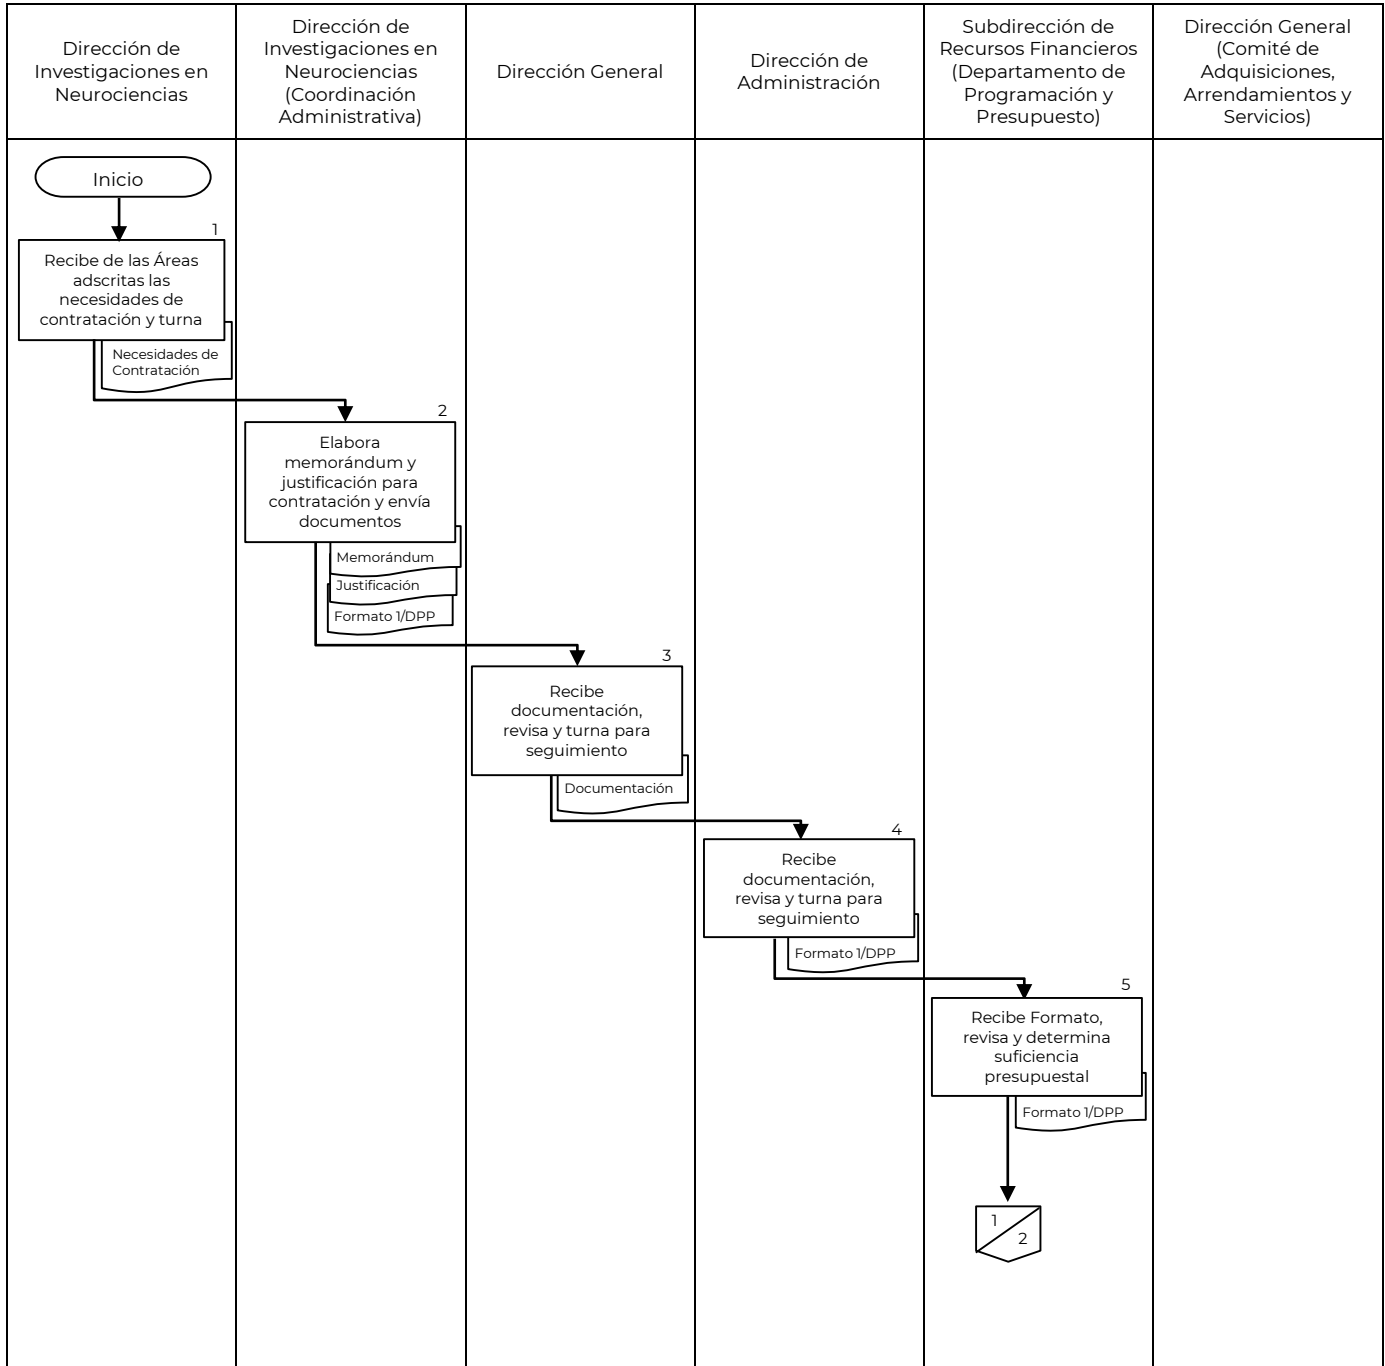 Dirección de
Investigaciones en
Neurociencias
Dirección de
Investigaciones en
Neurociencias
(Coordinación
Administrativa)
Dirección General
Dirección de
Administración
Subdirección de
Recursos Financieros
(Departamento de
Programación y
Presupuesto)
Dirección General
(Comité de
Adquisiciones,
Arrendamientos y
Servicios)
Inicio
1
Recibe de las Áreas
adscritas las
necesidades de
contratación y turna
Necesidades de
Contratación
2
Elabora
memorándum y
justificación para
contratación y envía
documentos
Memorándum
Justificación
Formato 1/DPP
3
Recibe
documentación,
revisa y turna para
seguimiento
Documentación
4
Recibe
documentación,
revisa y turna para
seguimiento
Formato 1/DPP
5
Recibe Formato,
revisa y determina
suficiencia
presupuestal
Formato 1/DPP
1
2